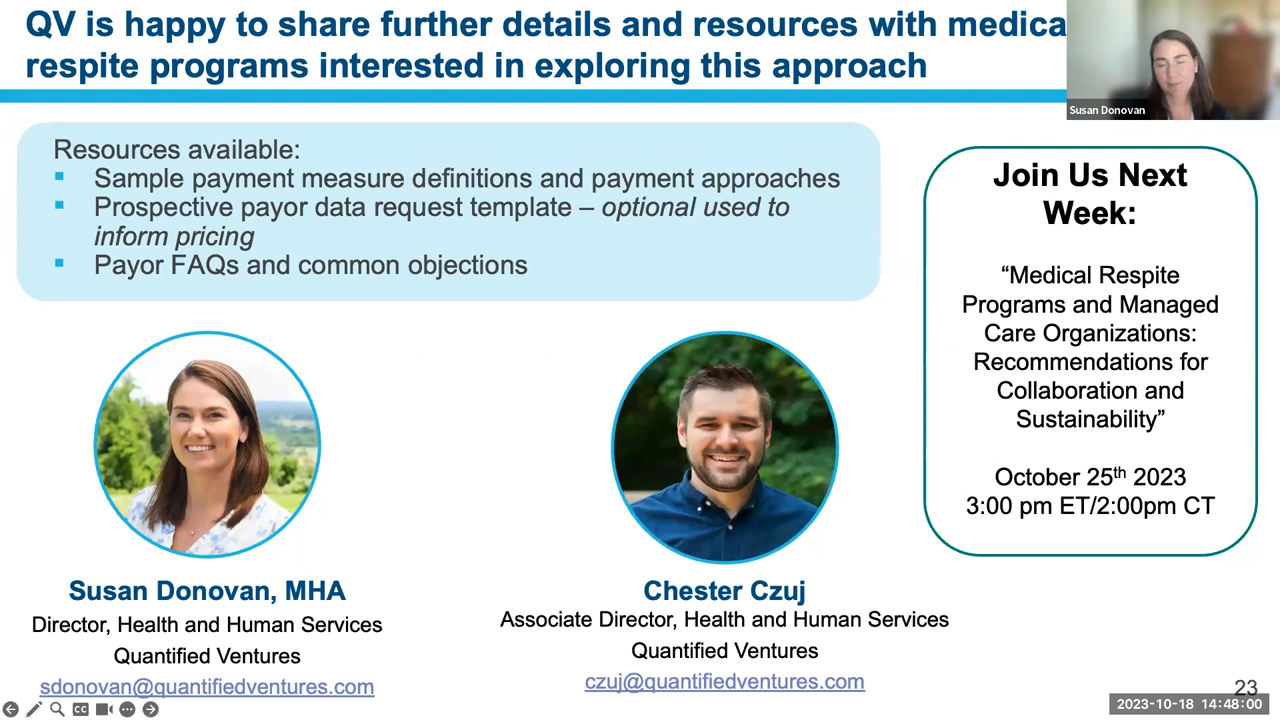 QV is happy to share further details and resources with medica
respite programs interested in exploring this approach
Susan Donovan
Resources available:
▪ Sample payment measure definitions and payment approaches
▪ Prospective payor data request template – optional used to
inform pricing
▪ Payor FAQs and common objections
Join Us Next
Week:
“Medical Respite
Programs and Managed
Care Organizations:
Recommendations for
Collaboration and
Sustainability”
October 25th 2023
3:00 pm ET/2:00pm CT
Susan Donovan, MHA
Director, Health and Human Services
Quantified Ventures
sdonovan@quantifiedventures.com
Chester Czuj
Associate Director, Health and Human Services
Quantified Ventures
czuj@quantifiedventures.com
23
CC
2023-10-18 14:48:00